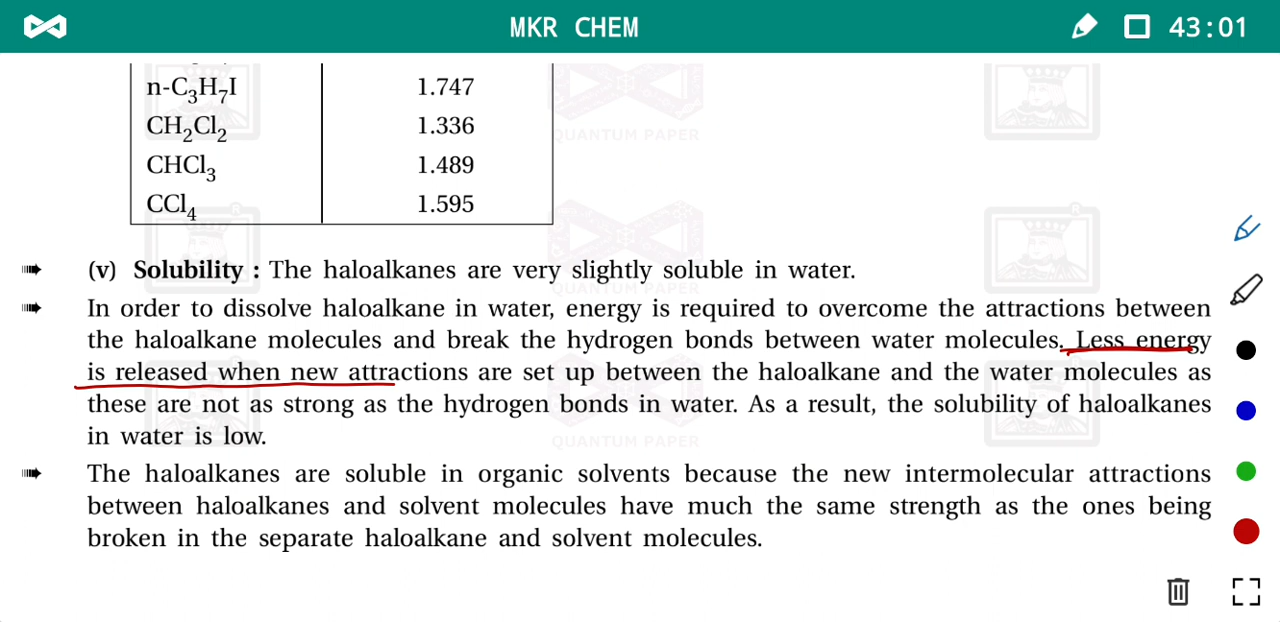 MKR CHEM
43:01
n-C₃H₇I 1.747
CH₂Cl₂ 1.336
CHCl₃ 1.489
CCl₄ 1.595
QUANTUM PAPER
(v) Solubility : The haloalkanes are very slightly soluble in water.
QUANTUM PAPER
In order to dissolve haloalkane in water, energy is required to overcome the attractions between
the haloalkane molecules and break the hydrogen bonds between water molecules. Less energy
is released when new attractions are set up between the haloalkane and the water molecules as
these are not as strong as the hydrogen bonds in water. As a result, the solubility of haloalkanes
in water is low.
QUANTUM PAPER
The haloalkanes are soluble in organic solvents because the new intermolecular attractions
between haloalkanes and solvent molecules have much the same strength as the ones being
broken in the separate haloalkane and solvent molecules.